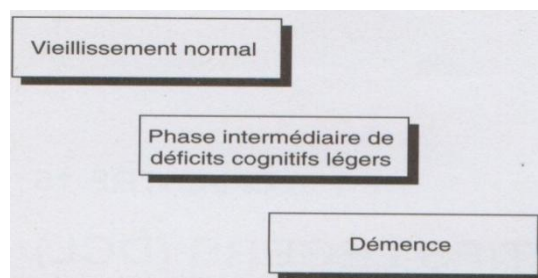 Vieillissement normal
Phase intermédiaire de
déficits cognitifs légers
Démence